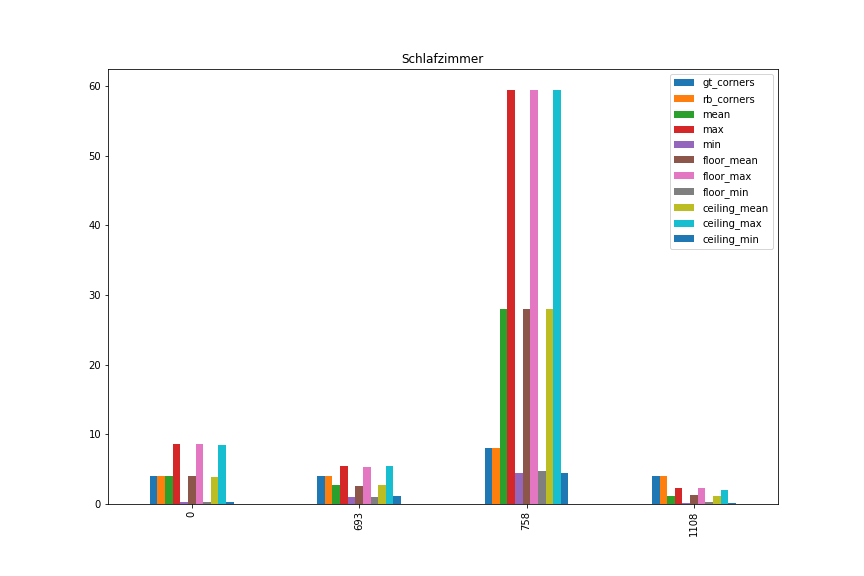 Schlafzimmer
60
50
40
30
20
10
0
gt_corners
rb_corners
mean
max
min
floor_mean
floor_max
floor_min
ceiling_mean
ceiling_max
ceiling_min
0
693
758
1108